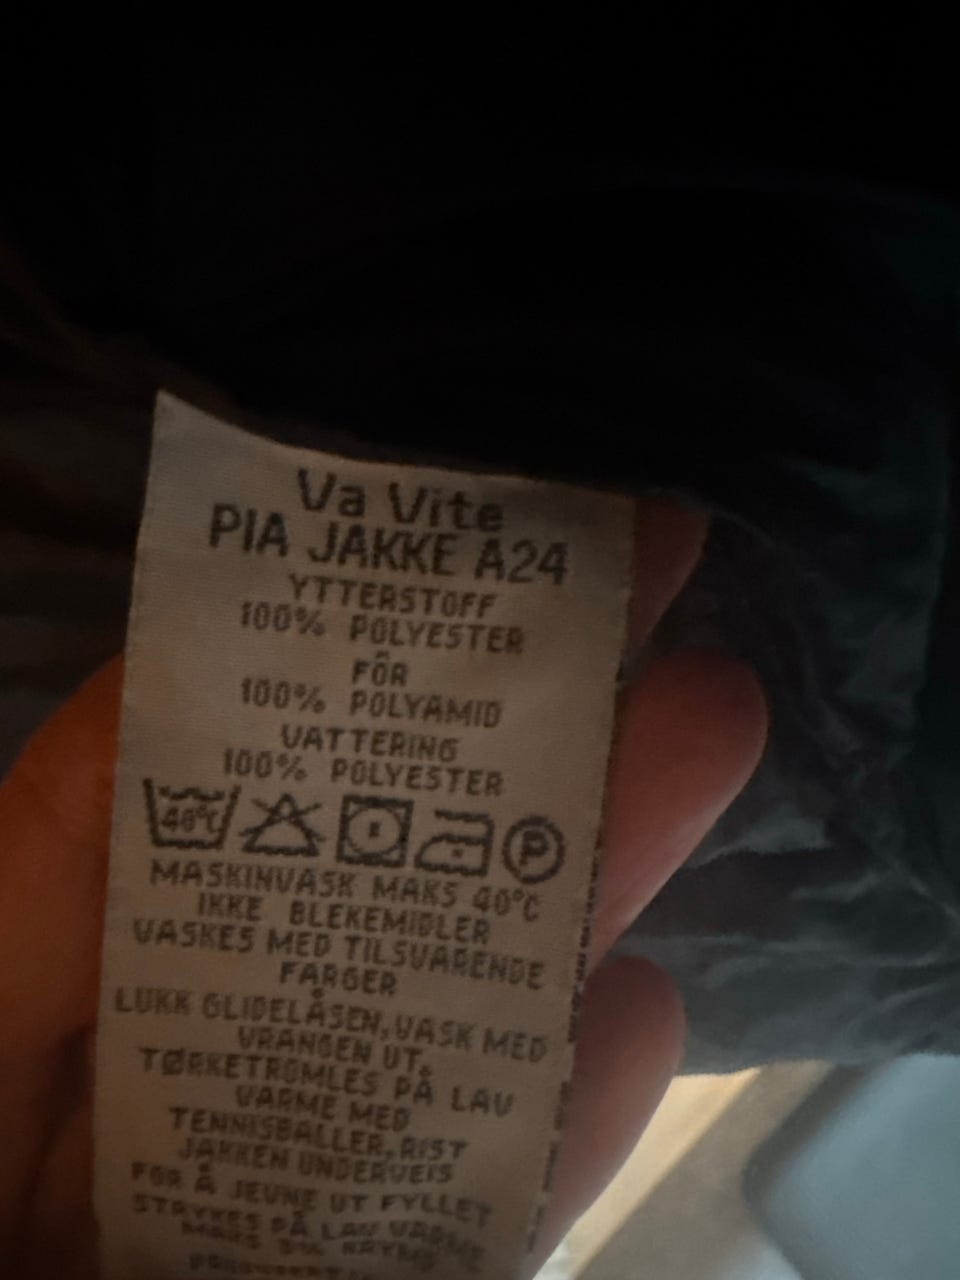 Va Vite
PIA JAKKE A24
YTTERSTOFF
100% POLYESTER
FÔR
100% POLYAMID
VATTERING
100% POLYESTER
40°C P
MASKINVASK MAKS 40°C
IKKE BLEKEMIDLER
VASKES MED TILSVARENDE
FARGER
LUKK GLIDELÅSEN, VASK MED
VRANGEN UT.
TØRKETROMLES PÅ LAV
VARME MED
TENNISBALLER, RIST
JAKKEN UNDERVEIS
FOR Å JEVNE UT FYLLET
STRYKES PÅ LAV VARME
MAKS